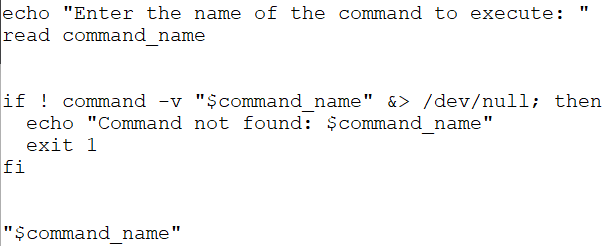 echo "Enter the name of the command to execute: "
read command_name
if ! command -v "$command_name" &> /dev/null; then
  echo "Command not found: $command_name"
  exit 1
fi
"$command_name"